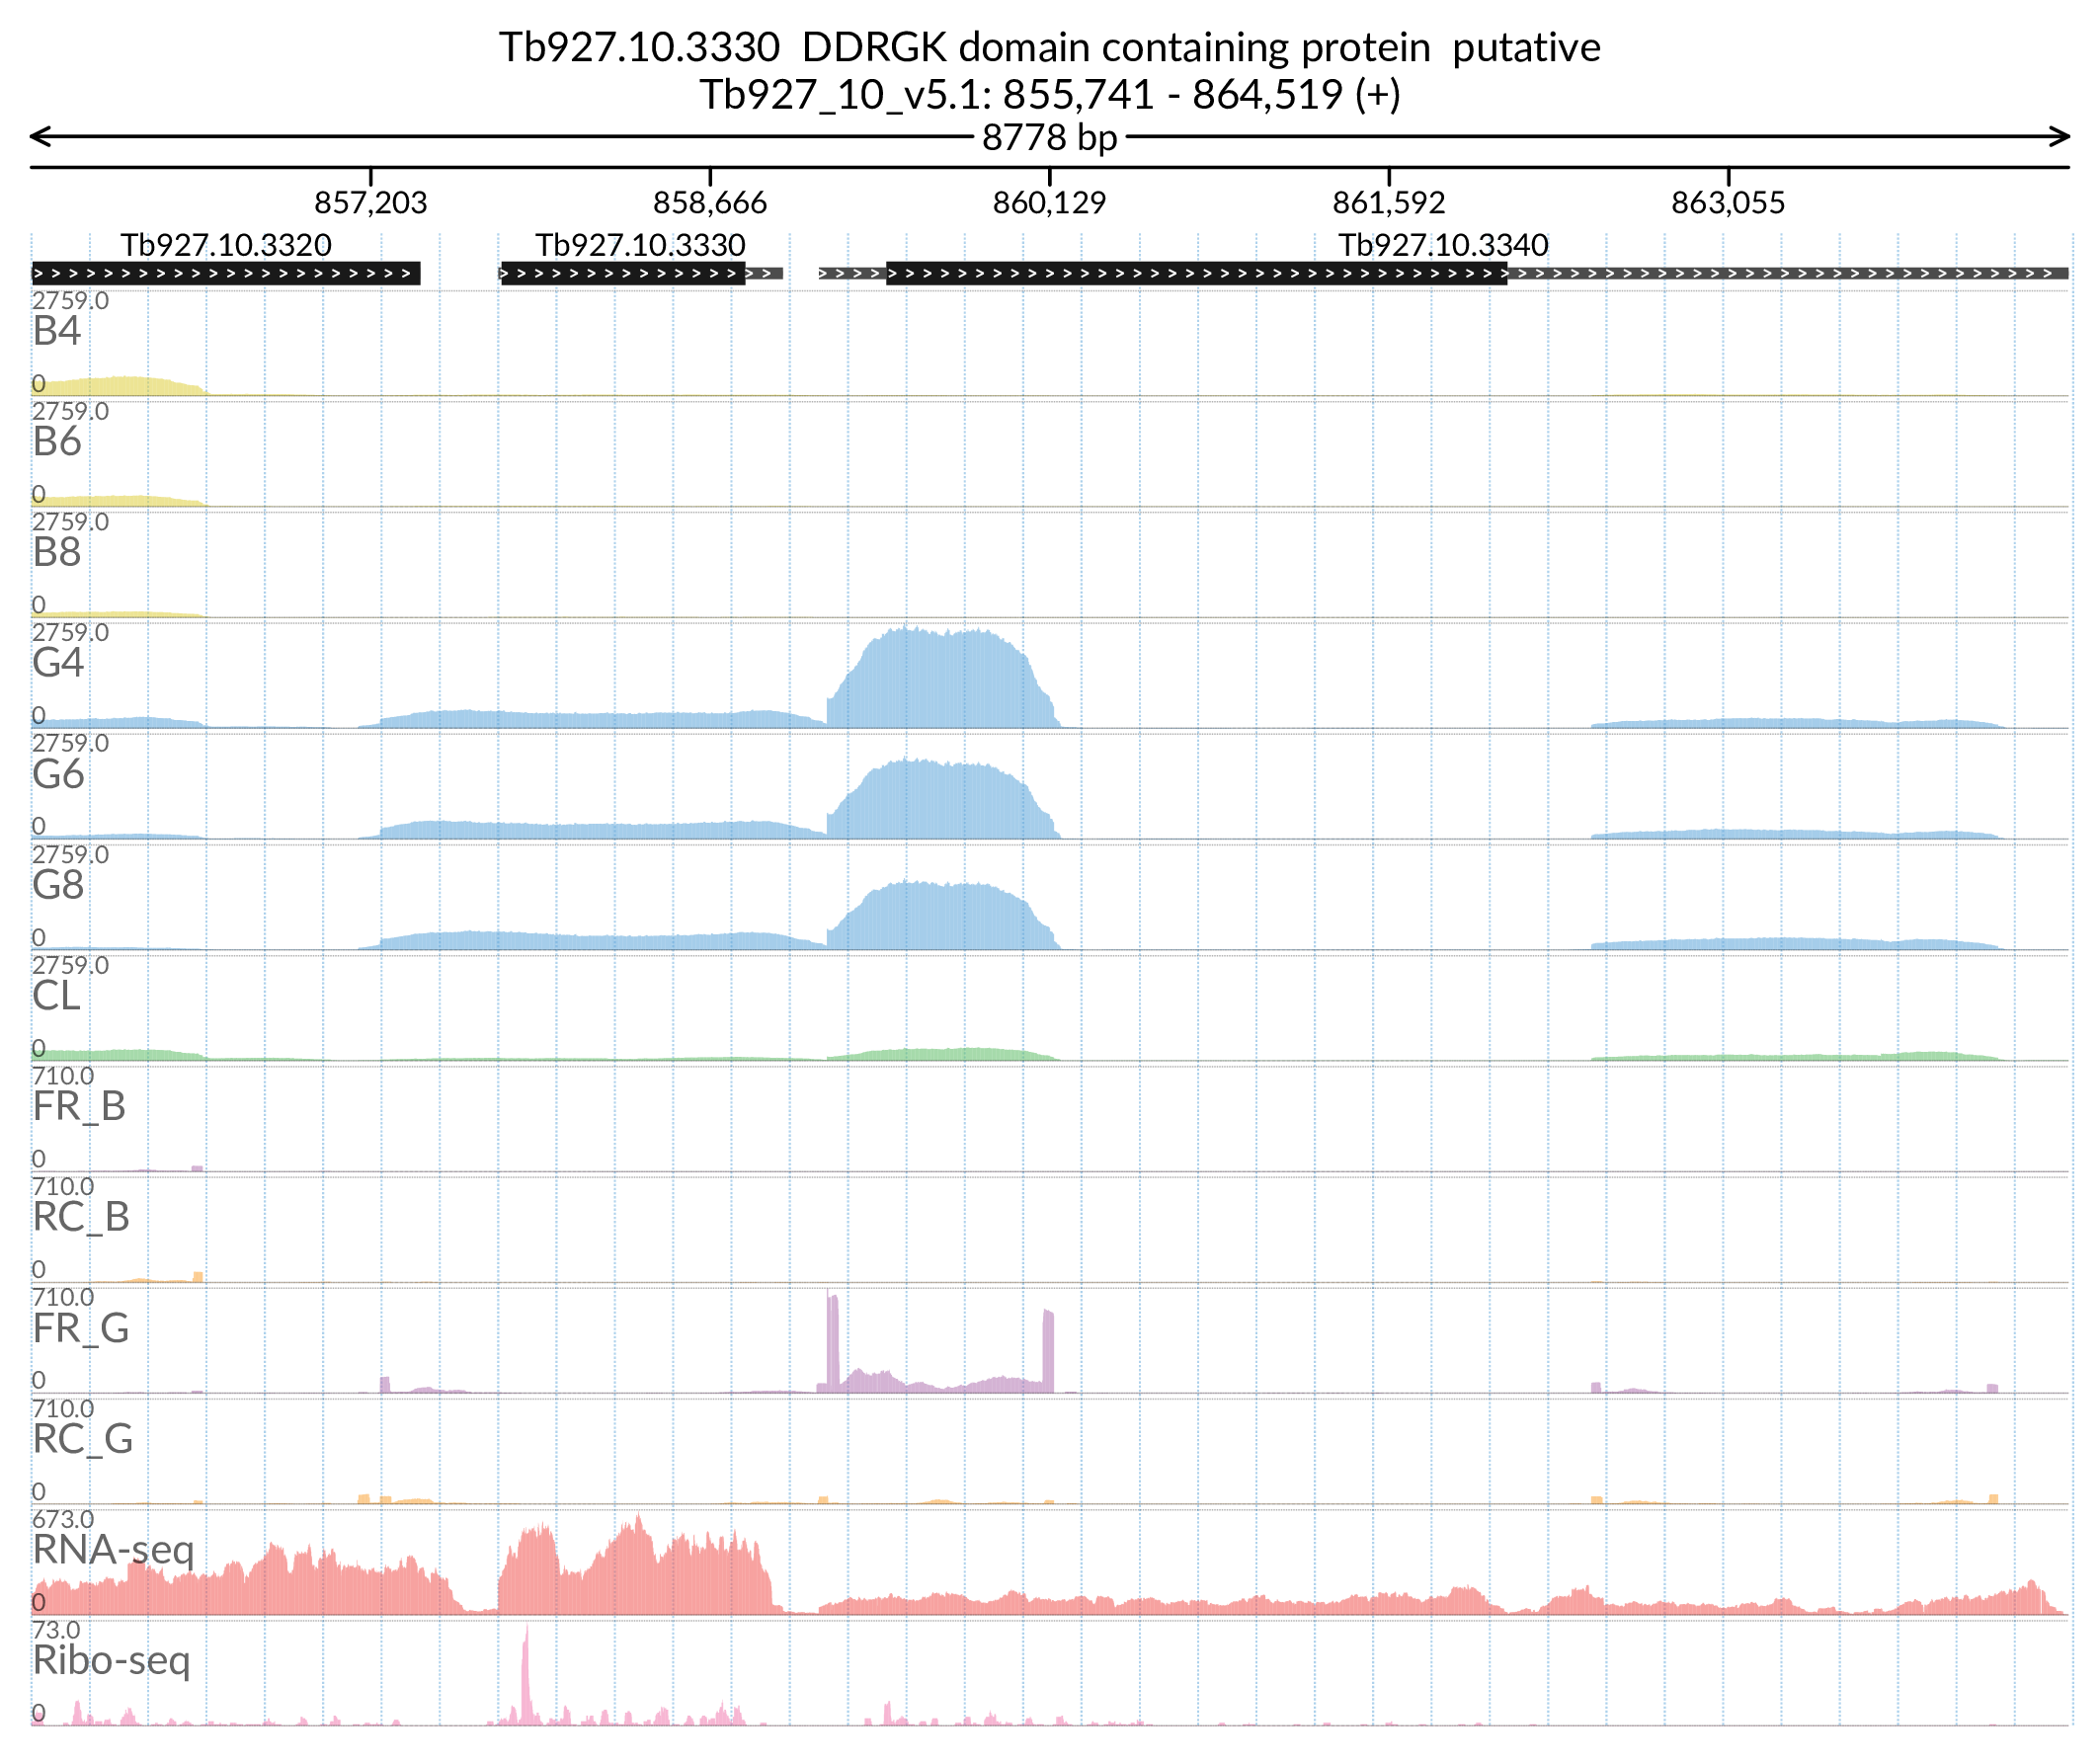 Tb927.10.3330  DDRGK domain containing protein  putative
Tb927_10_v5.1: 855,741 - 864,519 (+)
8778 bp
857,203 858,666 860,129 861,592 863,055
Tb927.10.3320 Tb927.10.3330 Tb927.10.3340
2759.0
B4
0
2759.0
B6
0
2759.0
B8
0
2759.0
G4
0
2759.0
G6
0
2759.0
G8
0
2759.0
CL
0
710.0
FR_B
0
710.0
RC_B
0
710.0
FR_G
0
710.0
RC_G
0
673.0
RNA-seq
0
73.0
Ribo-seq
0